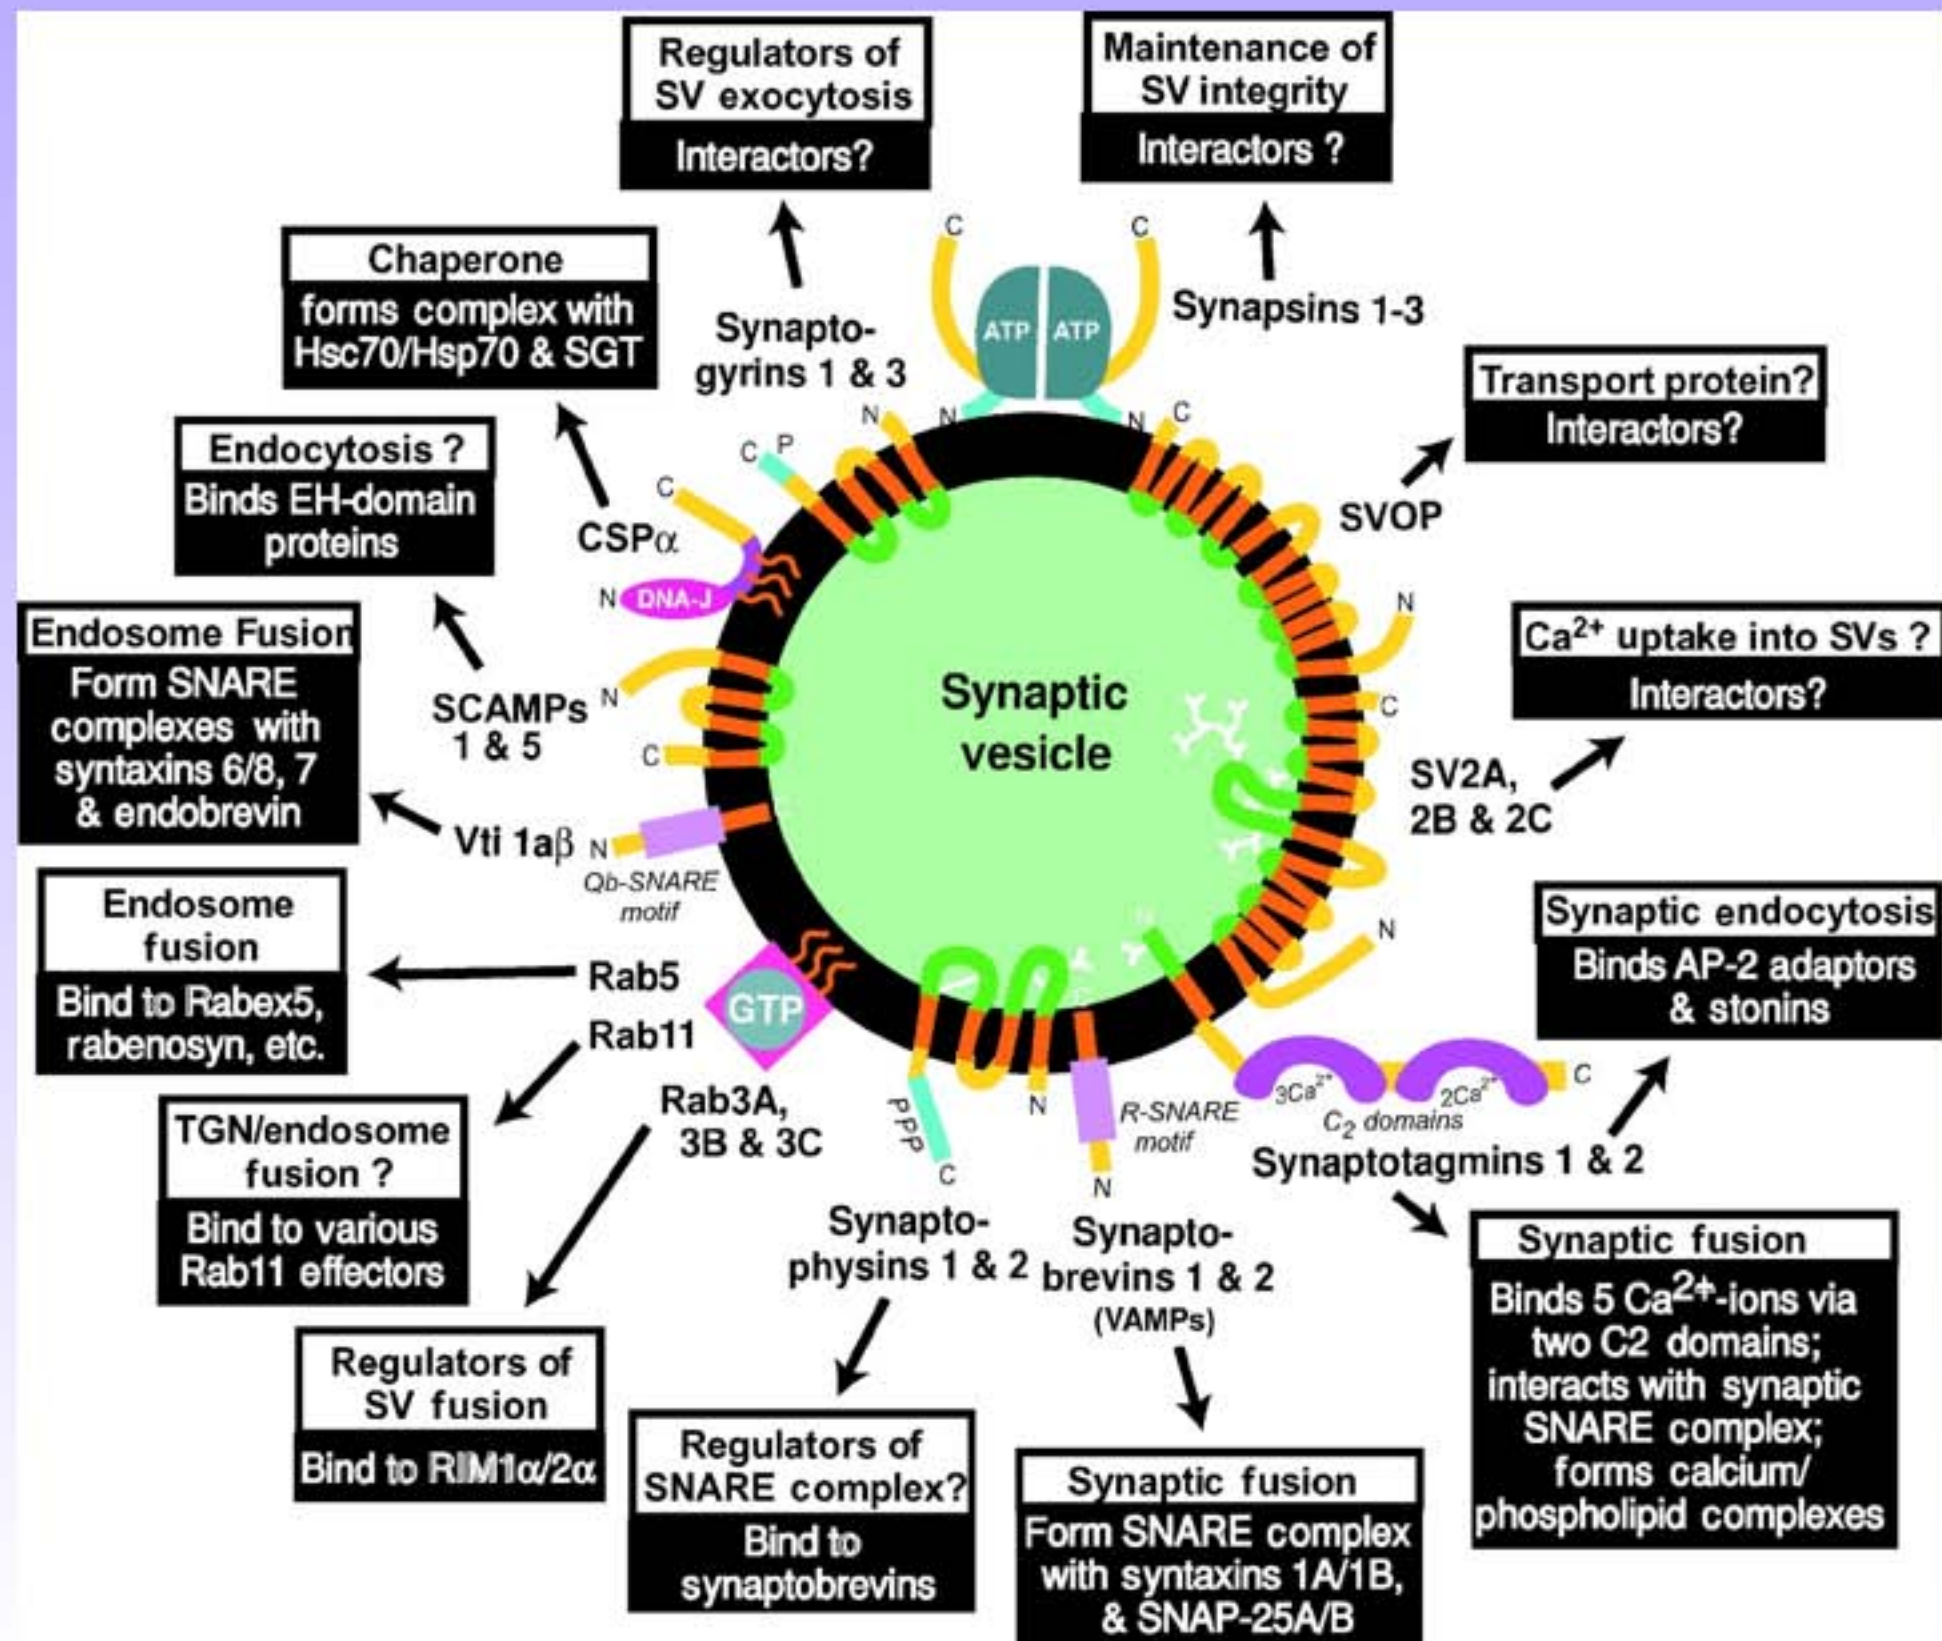 Regulators of
SV exocytosis
Interactors?
Maintenance of
SV integrity
Interactors ?
Synapto-
gyrins 1 & 3
C
C
ATP
ATP
N
N
Synapsins 1-3
Chaperone
forms complex with
Hsc70/Hsp70 & SGT
Transport protein?
Interactors?
SVOP
N
C
C P
Endocytosis ?
Binds EH-domain
proteins
CSPα
C
N
DNA-J
Endosome Fusion
Form SNARE
complexes with
syntaxins 6/8, 7
& endobrevin
SCAMPs
1 & 5
N
C
Synaptic
vesicle
N
C
Ca²⁺ uptake into SVs ?
Interactors?
SV2A,
2B & 2C
Vti 1aβ
N
Qb-SNARE
motif
Endosome
fusion
Bind to Rabex5,
rabenosyn, etc.
Rab5
Rab11
GTP
N
N
Synaptic endocytosis
Binds AP-2 adaptors
& stonins
TGN/endosome
fusion ?
Bind to various
Rab11 effectors
Rab3A,
3B & 3C
PPP
C
N
R-SNARE
motif
N
3Ca²⁺
2Ca²⁺
C
C₂ domains
Synaptotagmins 1 & 2
Synapto-
physins 1 & 2
Synapto-
brevins 1 & 2
(VAMPs)
Synaptic fusion
Binds 5 Ca²⁺-ions via
two C2 domains;
interacts with synaptic
SNARE complex;
forms calcium/
phospholipid complexes
Regulators of
SV fusion
Bind to RIM1α/2α
Regulators of
SNARE complex?
Bind to
synaptobrevins
Synaptic fusion
Form SNARE complex
with syntaxins 1A/1B,
& SNAP-25A/B